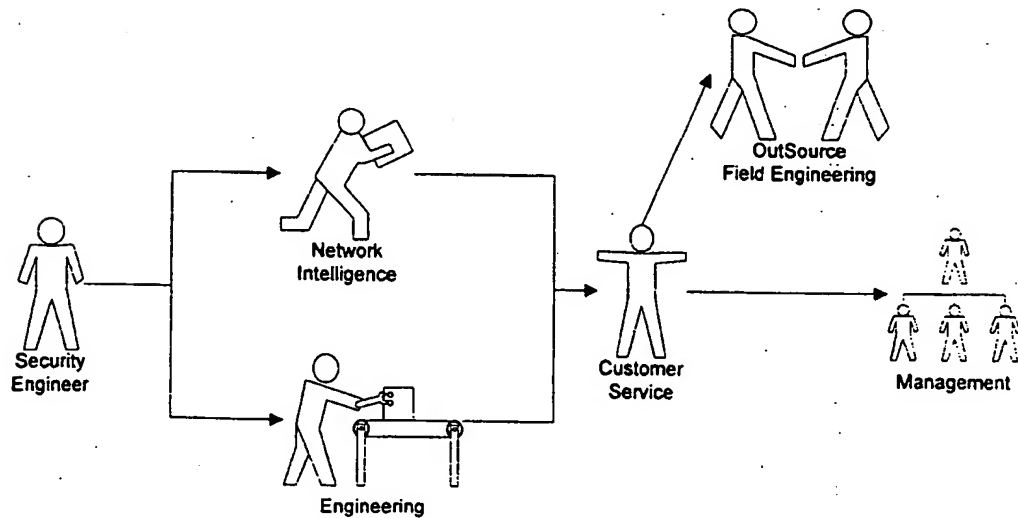 OutSource
Field Engineering
Network
Intelligence
Security
Engineer
Customer
Service
Management
Engineering